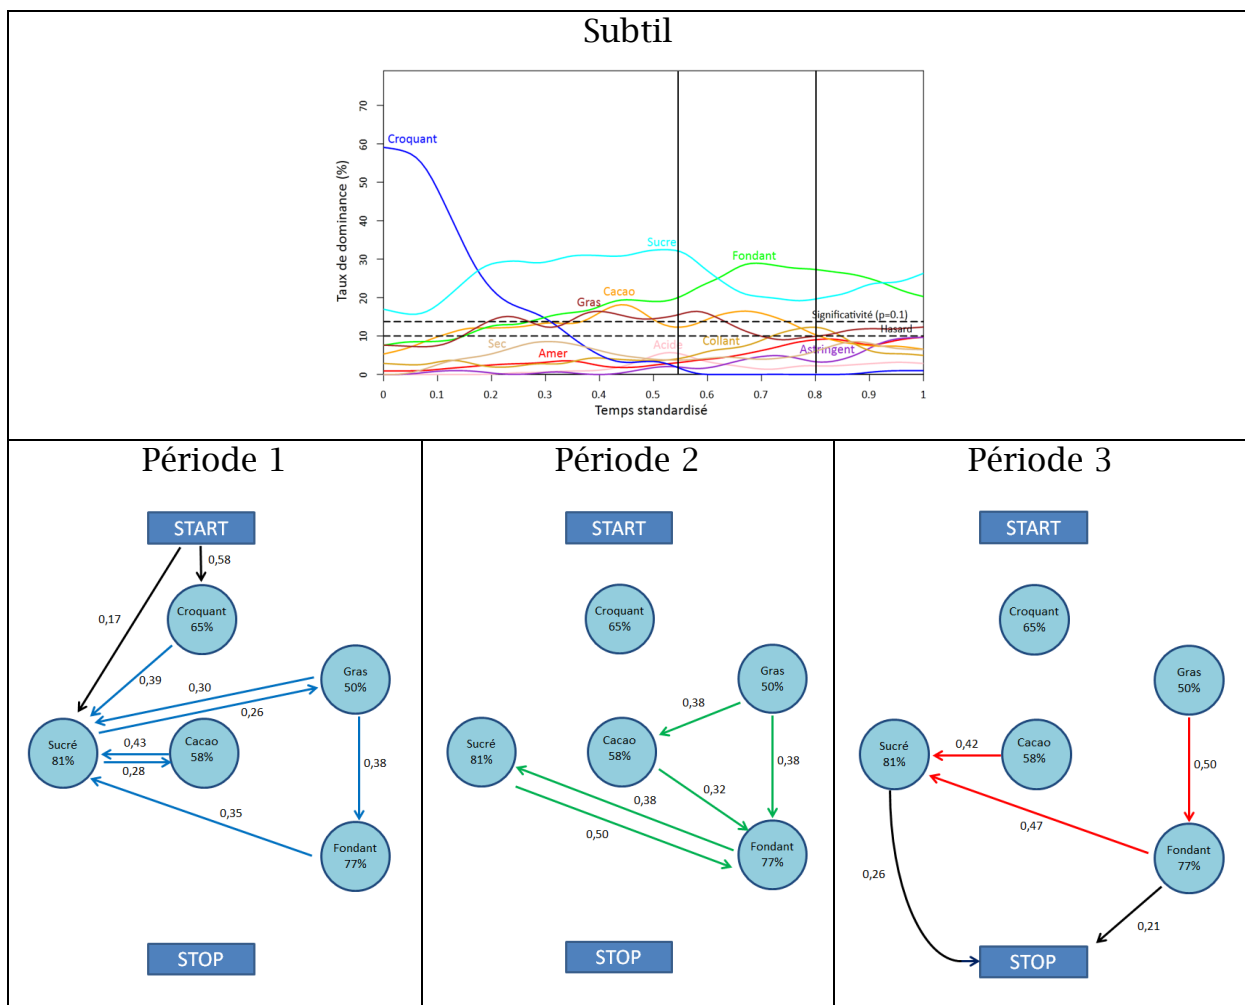 Subtil
Taux de dominance (%)
70
60
50
40
30
20
10
0
Croquant
Sucre
Fondant
Cacao
Gras
Significativité (p=0.1)
Hasard
Sec
Amer
Acide
Collant
Astringent
0 0.1 0.2 0.3 0.4 0.5 0.6 0.7 0.8 0.9 1
Temps standardisé
Période 1
START
0,58
0,17
Croquant
65%
0,39
0,30
0,26
Gras
50%
Sucré
81%
0,43
0,28
Cacao
58%
0,38
0,35
Fondant
77%
STOP
Période 2
START
Croquant
65%
Gras
50%
0,38
Sucré
81%
Cacao
58%
0,38
0,32
0,38
0,50
Fondant
77%
STOP
Période 3
START
Croquant
65%
Gras
50%
Sucré
81%
0,42
Cacao
58%
0,50
0,47
Fondant
77%
0,26
0,21
STOP